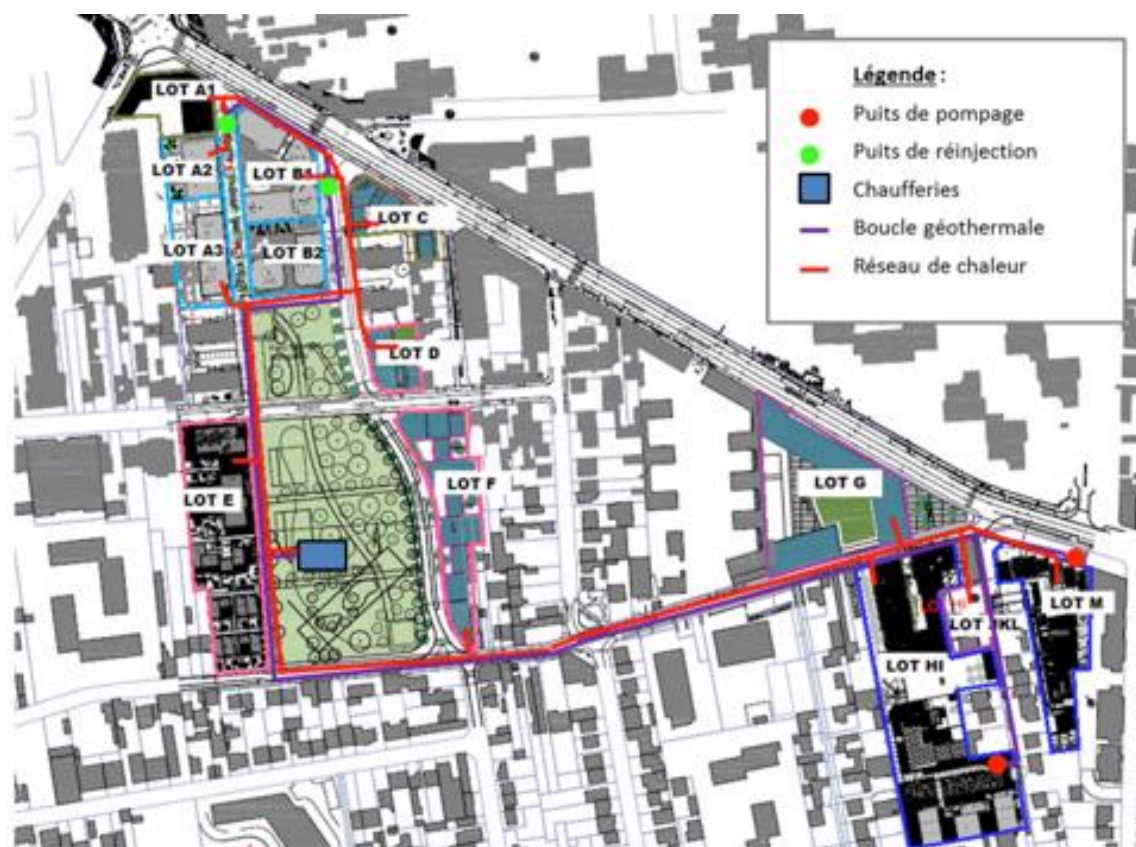 Légende :
Puits de pompage
Puits de réinjection
Chaufferies
Boucle géothermale
Réseau de chaleur
LOT A1
LOT A2
LOT B1
LOT C
LOT A3
LOT B2
LOT D
LOT E
LOT F
LOT G
LOT M
LOT JKL
LOT HI